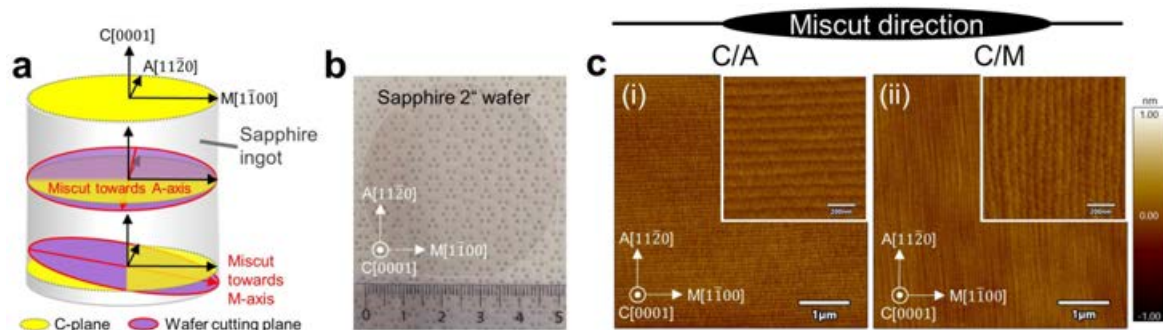 a
C[0001]
A[112̄0]
M[11̄00]
Sapphire
ingot
Miscut towards A-axis
Miscut
towards
M-axis
C-plane
Wafer cutting plane
b
Sapphire 2“ wafer
A[112̄0]
M[11̄00]
C[0001]
0 1 2 3 4 5
Miscut direction
c
C/A
C/M
(i)
200nm
A[112̄0]
M[11̄00]
C[0001]
1µm
(ii)
200nm
A[112̄0]
M[11̄00]
C[0001]
1µm
nm
1.00
0.00
-1.00